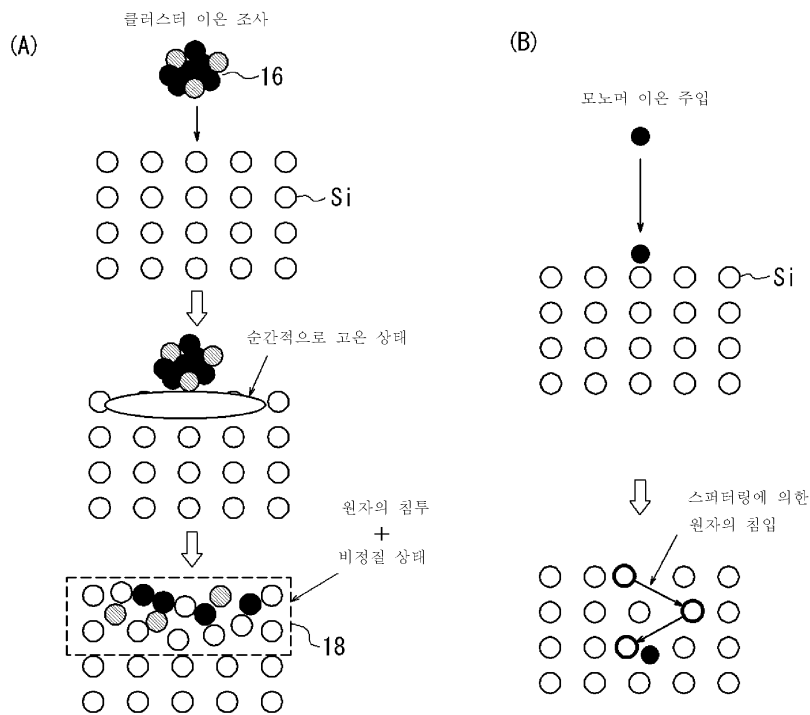 (A)
클러스터 이온 조사
16
Si
순간적으로 고온 상태
원자의 침투
+
비정질 상태
18
(B)
모노머 이온 주입
Si
스퍼터링에 의한
원자의 침입